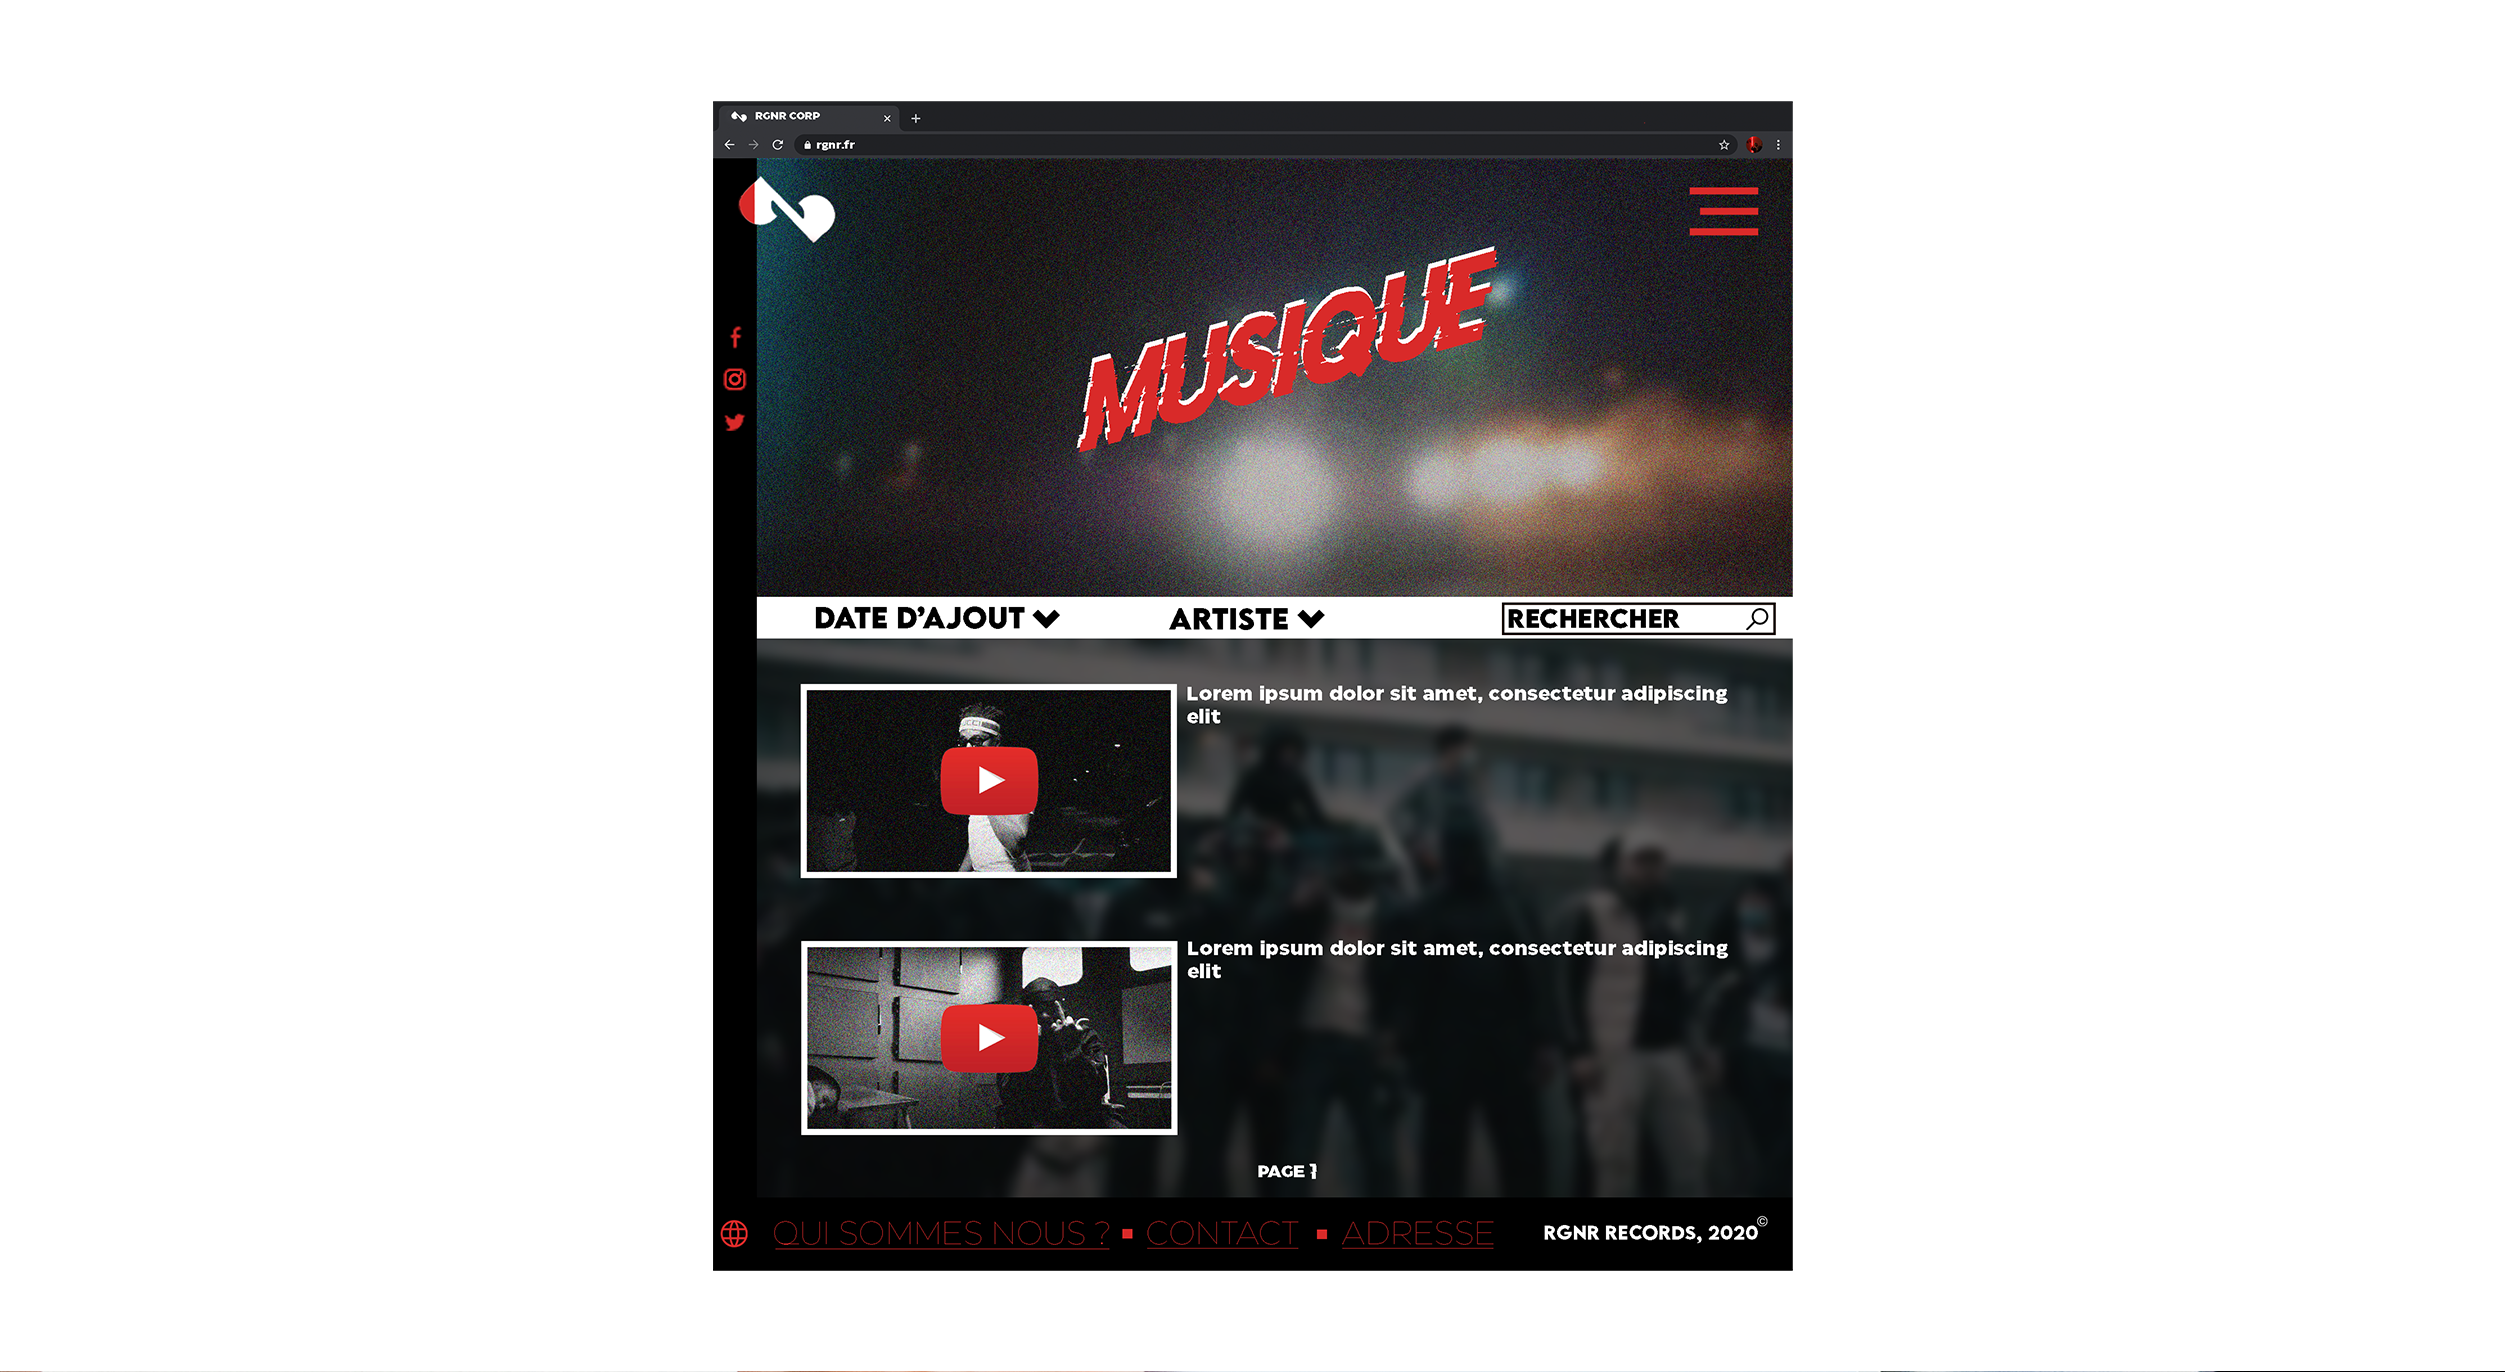 RGNR CORP
rgnr.fr
MUSIQUE
DATE D'AJOUT
ARTISTE
RECHERCHER
Lorem ipsum dolor sit amet, consectetur adipiscing
elit
Lorem ipsum dolor sit amet, consectetur adipiscing
elit
PAGE 1
QUI SOMMES NOUS ? ▪ CONTACT ▪ ADRESSE
RGNR RECORDS, 2020©